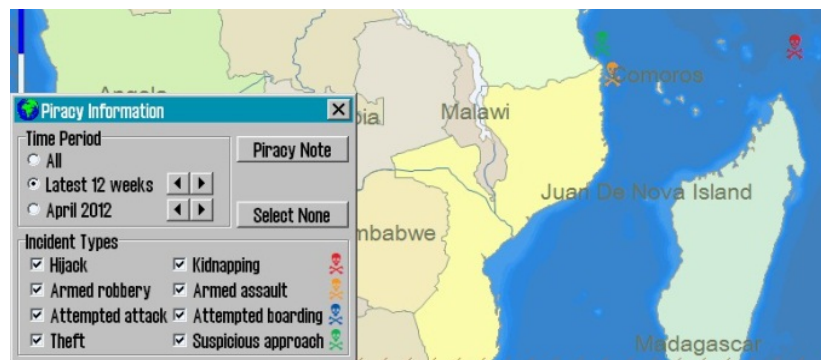 Angola
Piracy Information
Time Period
All
Piracy Note
Latest 12 weeks
April 2012
Select None
Incident Types
Hijack
Kidnapping
Armed robbery
Armed assault
Attempted attack
Attempted boarding
Theft
Suspicious approach
bia
Malawi
Comoros
Juan De Nova Island
mbabwe
Madagascar